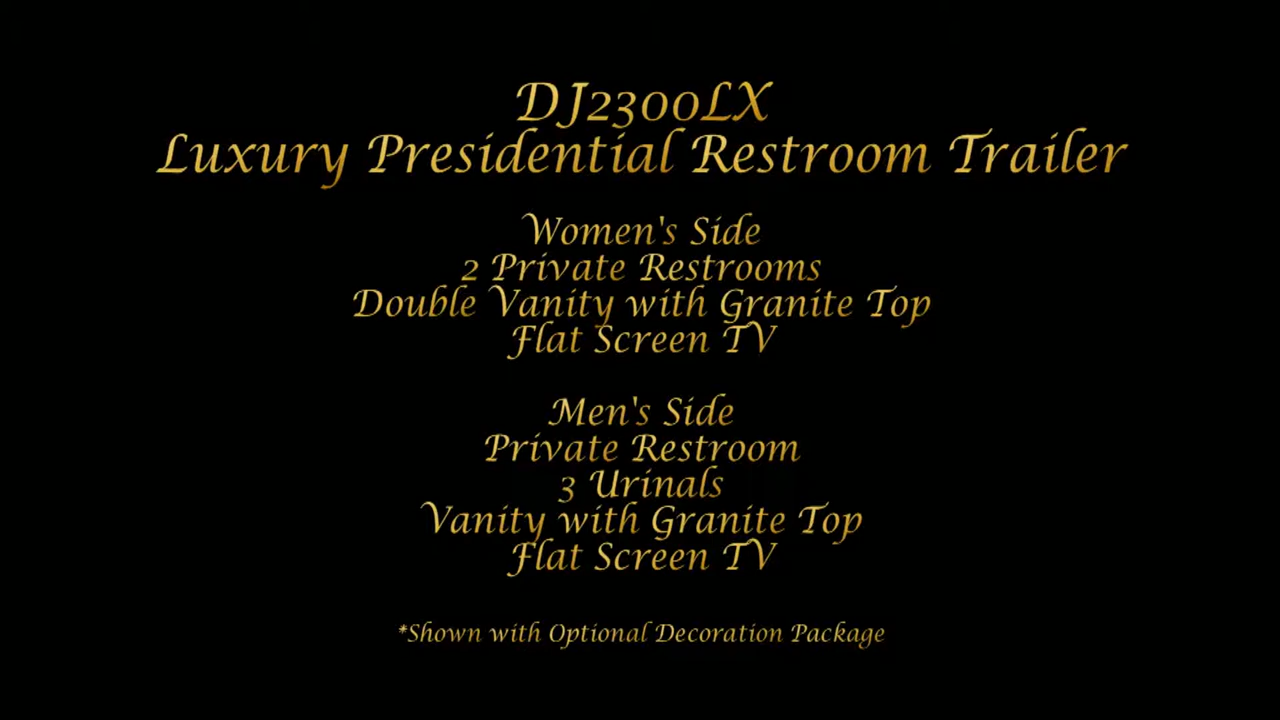 DJ2300LX
Luxury Presidential Restroom Trailer
Women's Side
2 Private Restrooms
Double Vanity with Granite Top
Flat Screen TV
Men's Side
Private Restroom
3 Urinals
Vanity with Granite Top
Flat Screen TV
*Shown with Optional Decoration Package